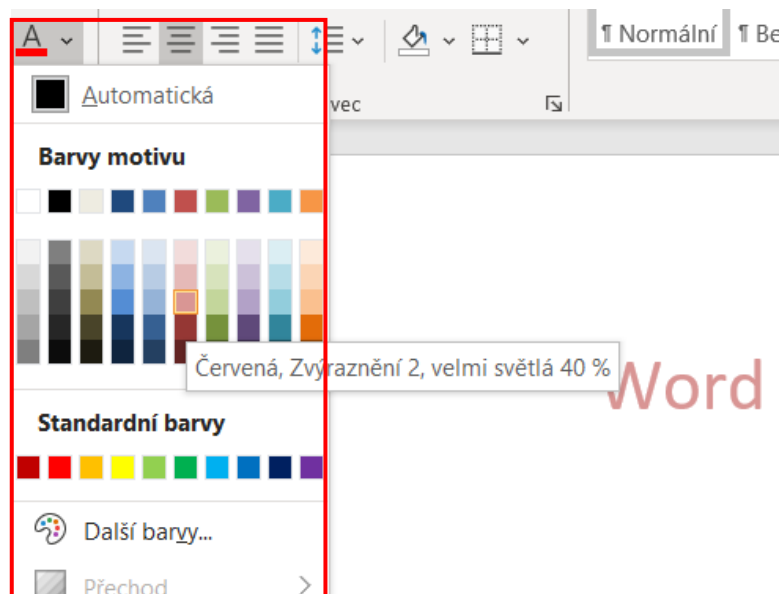 A
¶ Normální ¶ Be
Automatická
vec
Barvy motivu
Červená, Zvýraznění 2, velmi světlá 40 %
Word
Standardní barvy
Další barvy...
Přechod